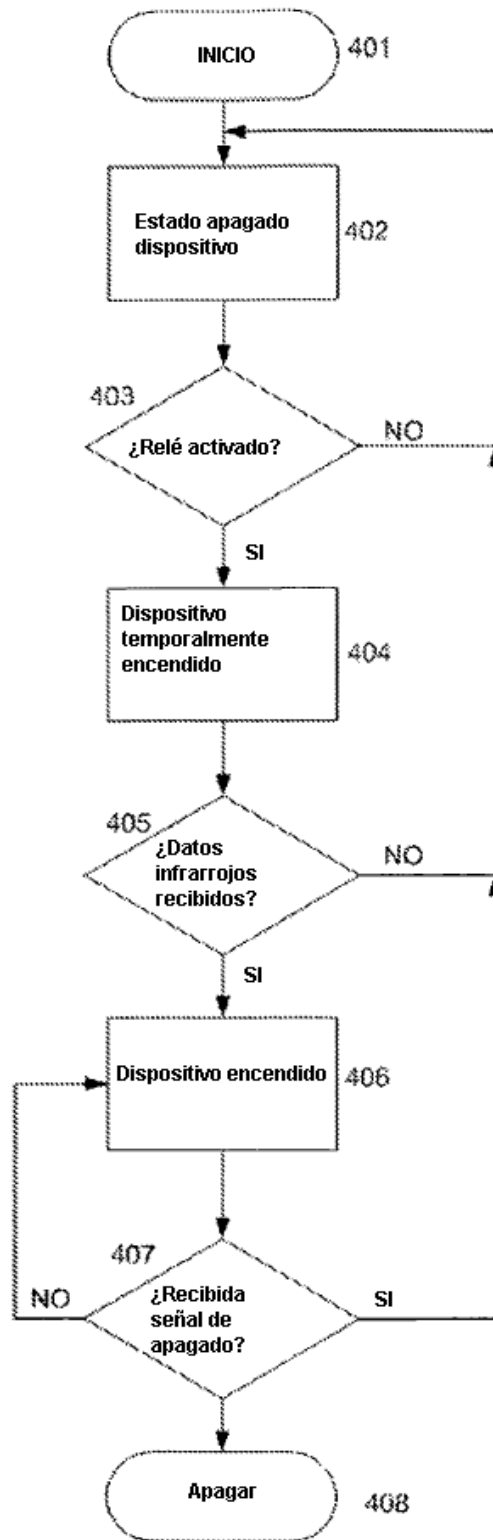 INICIO
401
Estado apagado
dispositivo
402
403
¿Relé activado?
NO
SI
Dispositivo
temporalmente
encendido
404
405
¿Datos
infrarrojos
recibidos?
NO
SI
Dispositivo encendido
406
407
¿Recibida
señal de
apagado?
NO
SI
Apagar
408